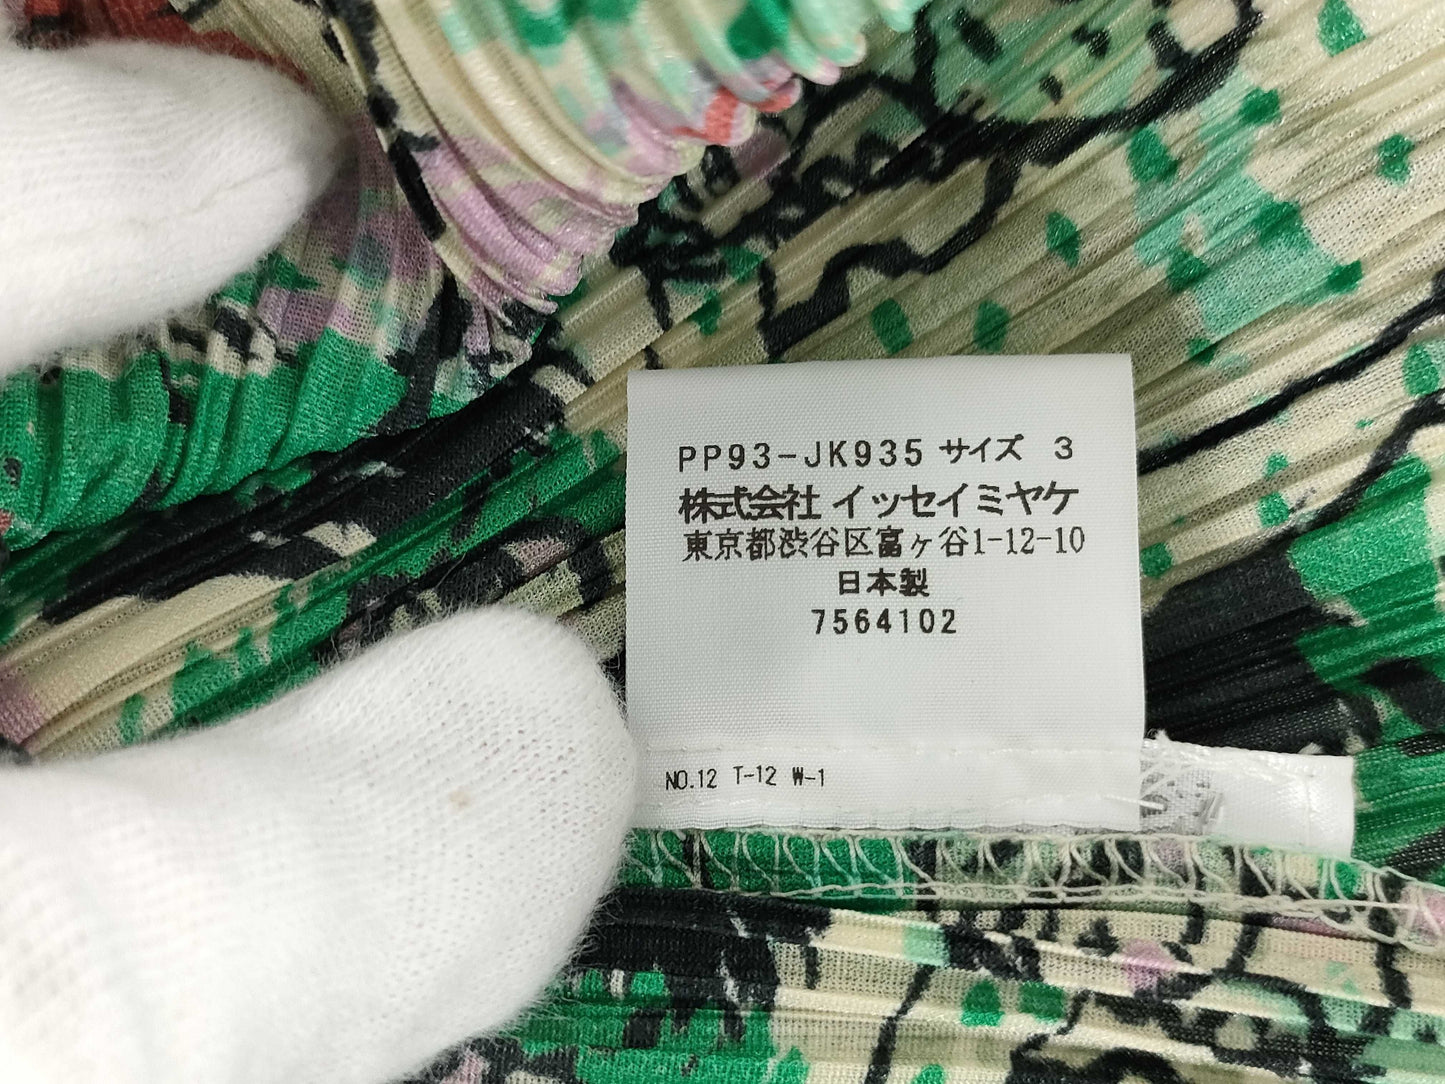 PP93-JK935 サイズ 3
株式会社 イッセイミヤケ
東京都渋谷区富ヶ谷1-12-10
日本製
7564102
NO.12 T-12 W-1